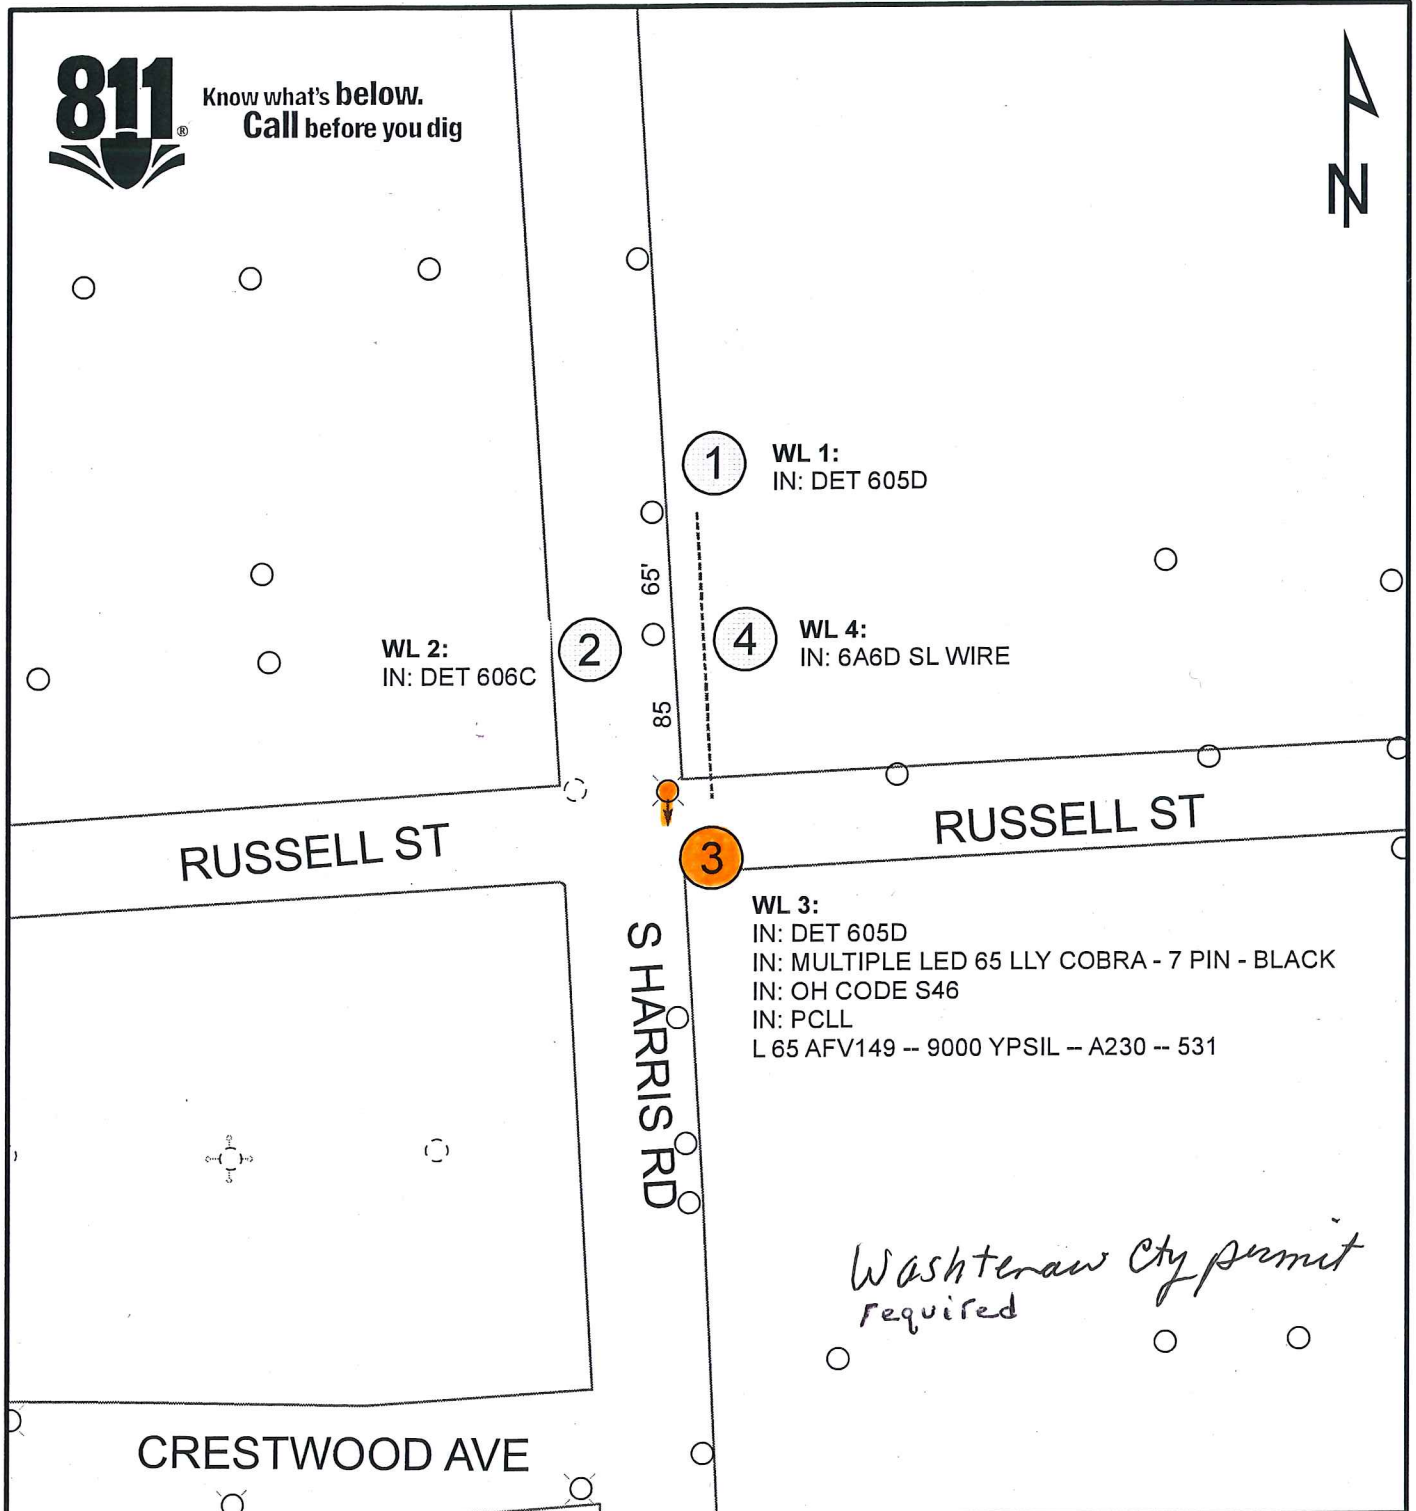 811®
Know what's below.
Call before you dig
N
1
WL 1:
IN: DET 605D
65'
2
WL 2:
IN: DET 606C
4
WL 4:
IN: 6A6D SL WIRE
85
RUSSELL ST
RUSSELL ST
3
WL 3:
IN: DET 605D
IN: MULTIPLE LED 65 LLY COBRA - 7 PIN - BLACK
IN: OH CODE S46
IN: PCLL
L 65 AFV149 -- 9000 YPSIL -- A230 -- 531
S HARRIS RD
Washtenaw Cty permit
required
CRESTWOOD AVE